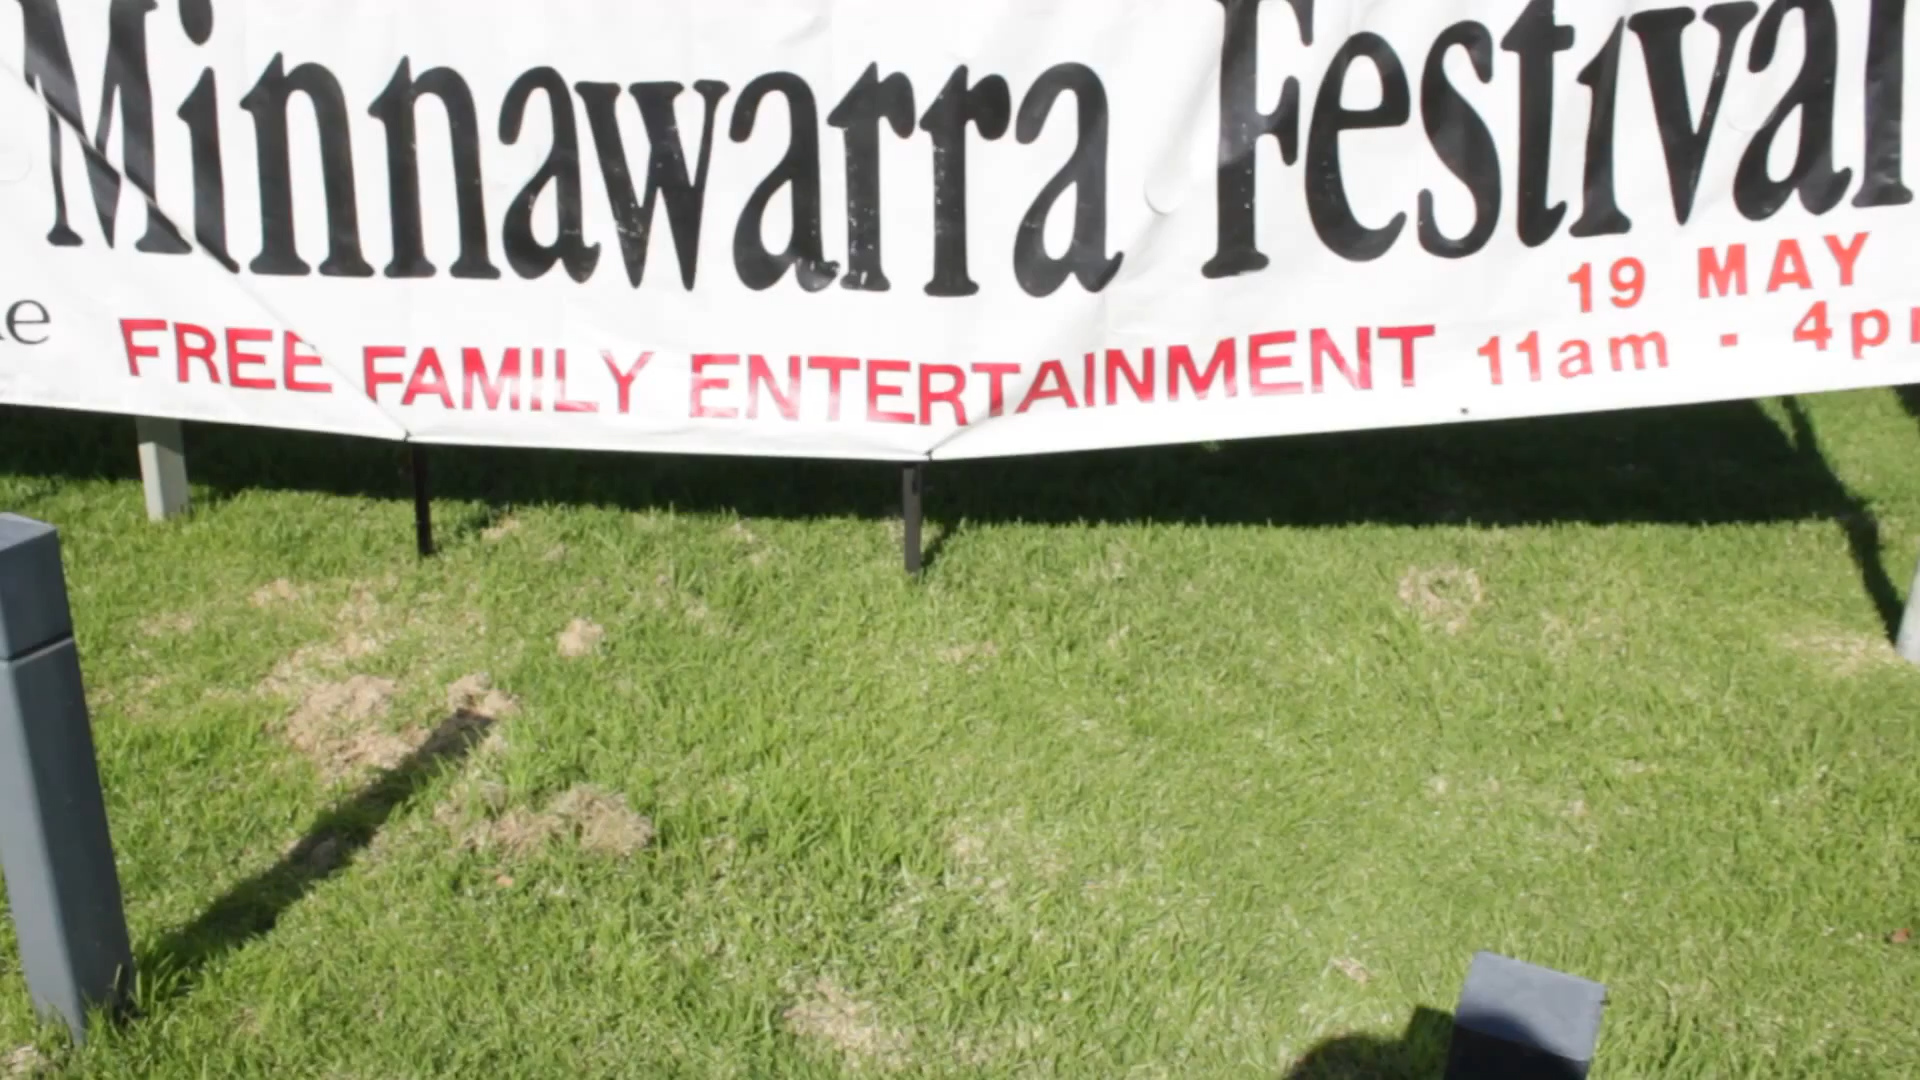 Minnawarra Festival
FREE FAMILY ENTERTAINMENT
19 MAY
11am - 4p